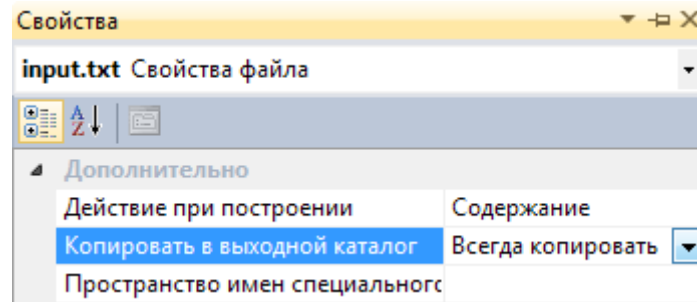 Свойства
input.txt Свойства файла
Дополнительно
Действие при построении Содержание
Копировать в выходной каталог Всегда копировать
Пространство имен специальног